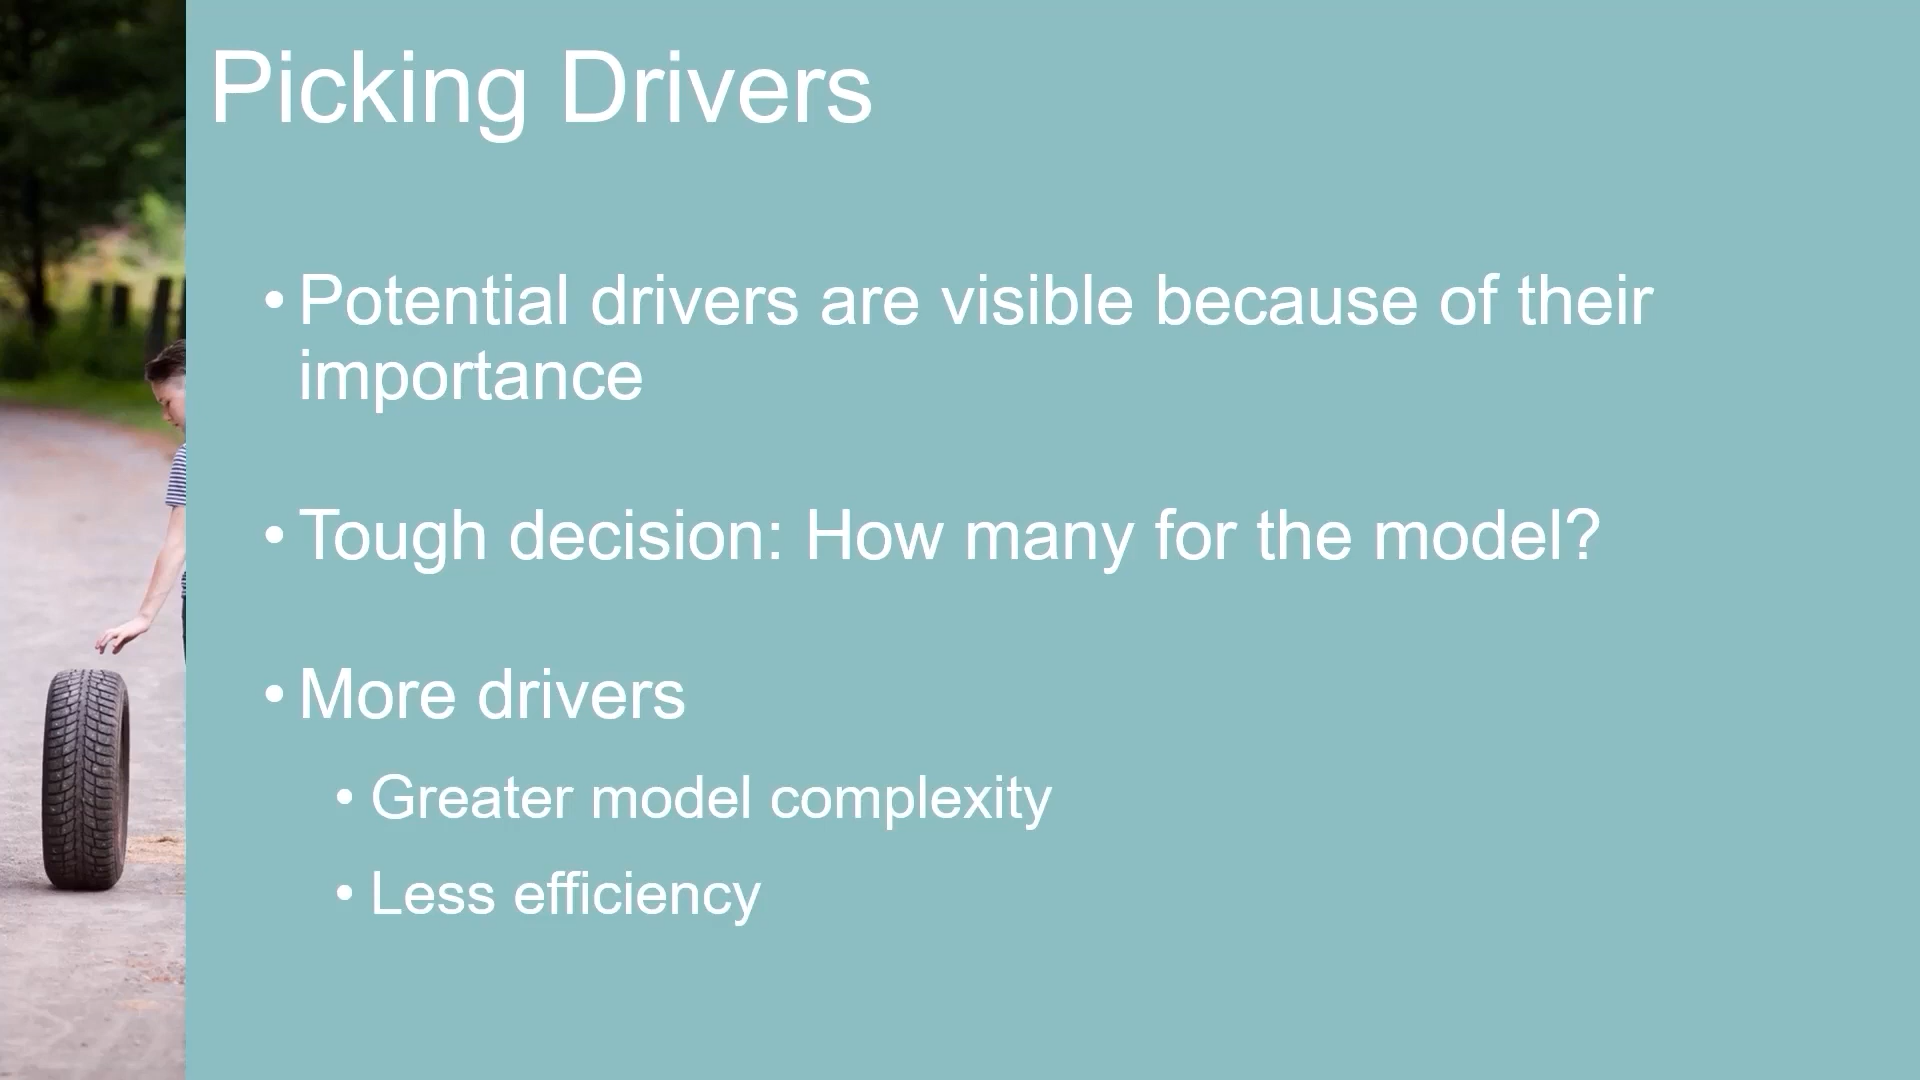 Picking Drivers
• Potential drivers are visible because of their
importance
• Tough decision: How many for the model?
• More drivers
• Greater model complexity
• Less efficiency